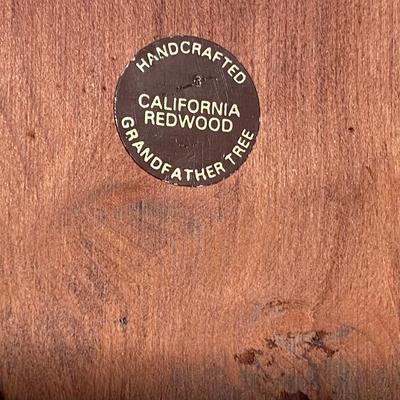 HANDCRAFTED
CALIFORNIA
REDWOOD
GRANDFATHER TREE